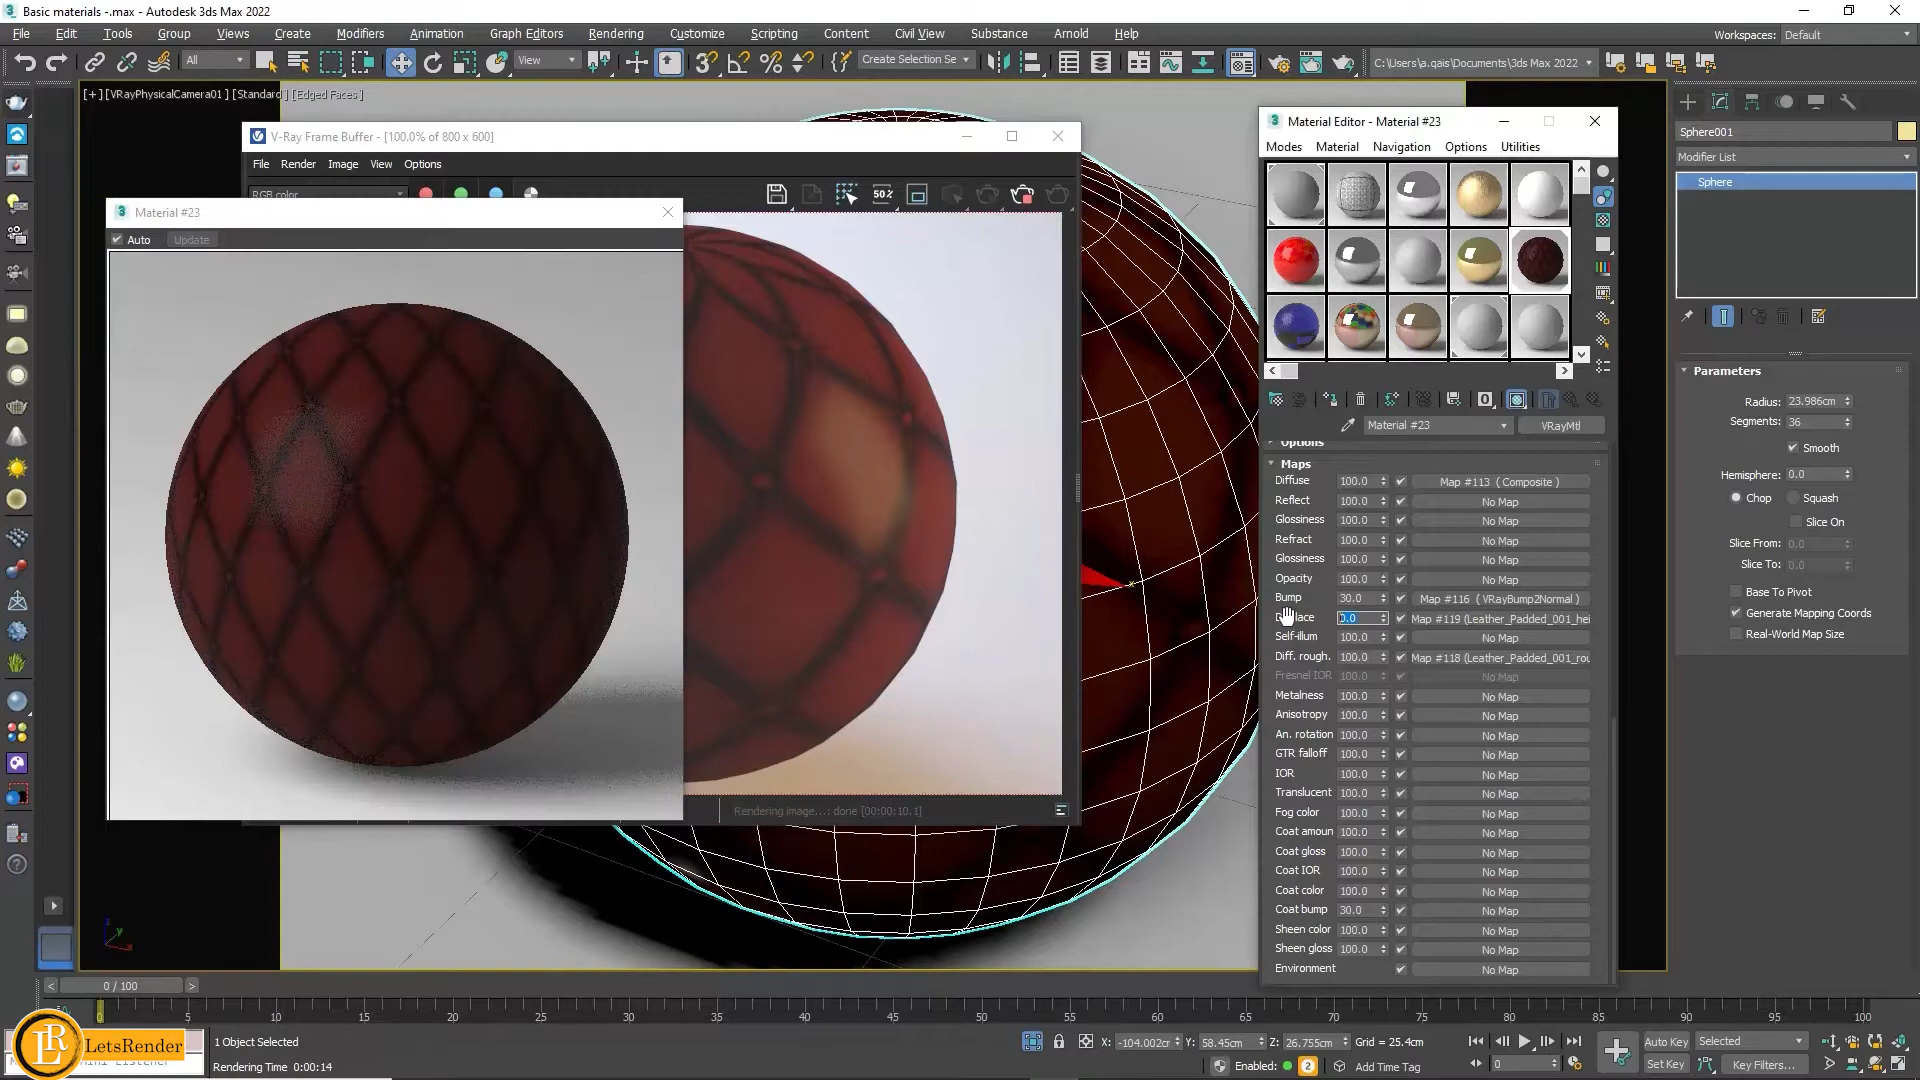 Basic materials -.max - Autodesk 3ds Max 2022
File Edit Tools Group Views Create Modifiers Animation Graph Editors Rendering Customize Scripting Content Civil View Substance Arnold Help
Workspaces: Default
All View Create Selection Se C:\Users\a.qais\Documents\3ds Max 2022
[+] [VRayPhysicalCamera01] [Standard] [Edged Faces]
V-Ray Frame Buffer - [100.0% of 800 x 600]
File Render Image View Options
RGB color 50%
Material #23
Auto Update
Rendering image...: done [00:00:10.1]
Material Editor - Material #23
Modes Material Navigation Options Utilities
Material #23 VRayMtl
Options
Maps
Diffuse 100.0 Map #113 ( Composite )
Reflect 100.0 No Map
Glossiness 100.0 No Map
Refract 100.0 No Map
Glossiness 100.0 No Map
Opacity 100.0 No Map
Bump 30.0 Map #116 ( VRayBump2Normal )
0.0 Map #119 (Leather_Padded_001_hei
Self-illum 100.0 No Map
Diff. rough. 100.0 Map #118 (Leather_Padded_001_rou
Fresnel IOR 100.0 No Map
Metalness 100.0 No Map
Anisotropy 100.0 No Map
An. rotation 100.0 No Map
GTR falloff 100.0 No Map
IOR 100.0 No Map
Translucent 100.0 No Map
Fog color 100.0 No Map
Coat amoun 100.0 No Map
Coat gloss 100.0 No Map
Coat IOR 100.0 No Map
Coat color 100.0 No Map
Coat bump 30.0 No Map
Sheen color 100.0 No Map
Sheen gloss 100.0 No Map
Environment No Map
Sphere001
Modifier List
Sphere
Parameters
Radius: 23.986cm
Segments: 36
Smooth
Hemisphere: 0.0
Chop Squash
Slice On
Slice From: 0.0
Slice To: 0.0
Base To Pivot
Generate Mapping Coords
Real-World Map Size
z
y
x
< 0 / 100 >
0 5 10 15 20 25 30 35 40 45 50 55 60 65 70 75 80 85 90 95 100
LR LetsRender
1 Object Selected
Rendering Time 0:00:14
X: -104.002cm Y: 58.45cm Z: 26.755cm Grid = 25.4cm
Enabled: 2 Add Time Tag
0
Auto Key Selected
Set Key Key Filters...